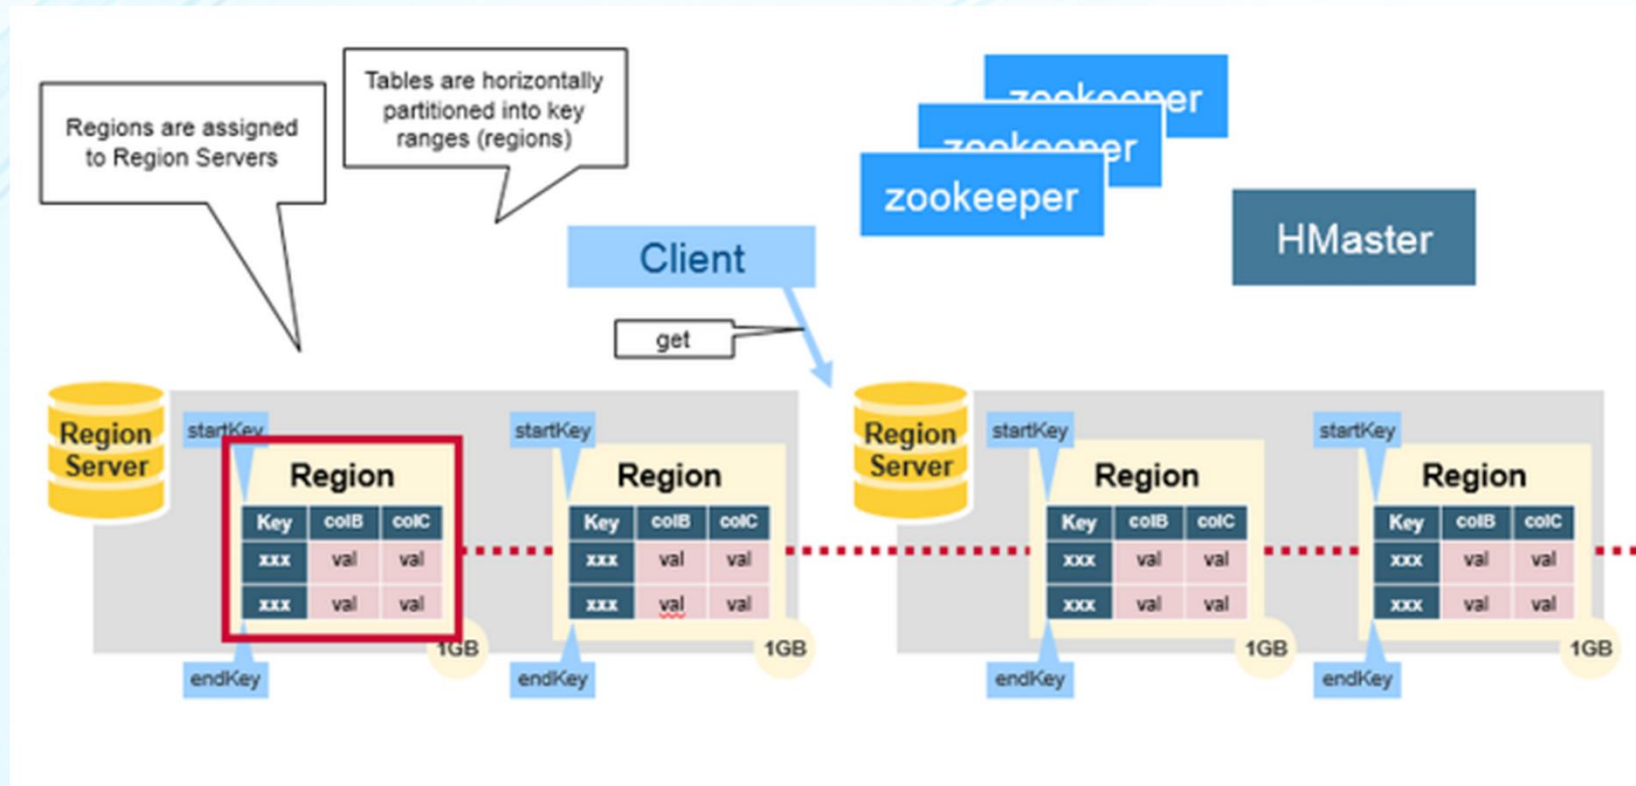 Regions are assigned
to Region Servers
Tables are horizontally
partitioned into key
ranges (regions)
zookeeper
zookeeper
zookeeper
HMaster
Client
get
Region
Server
startKey
Region
Key colB colC
xxx val val
xxx val val
1GB
endKey
startKey
Region
Key colB colC
xxx val val
xxx val val
1GB
endKey
Region
Server
startKey
Region
Key colB colC
xxx val val
xxx val val
1GB
endKey
startKey
Region
Key colB colC
xxx val val
xxx val val
1GB
endKey